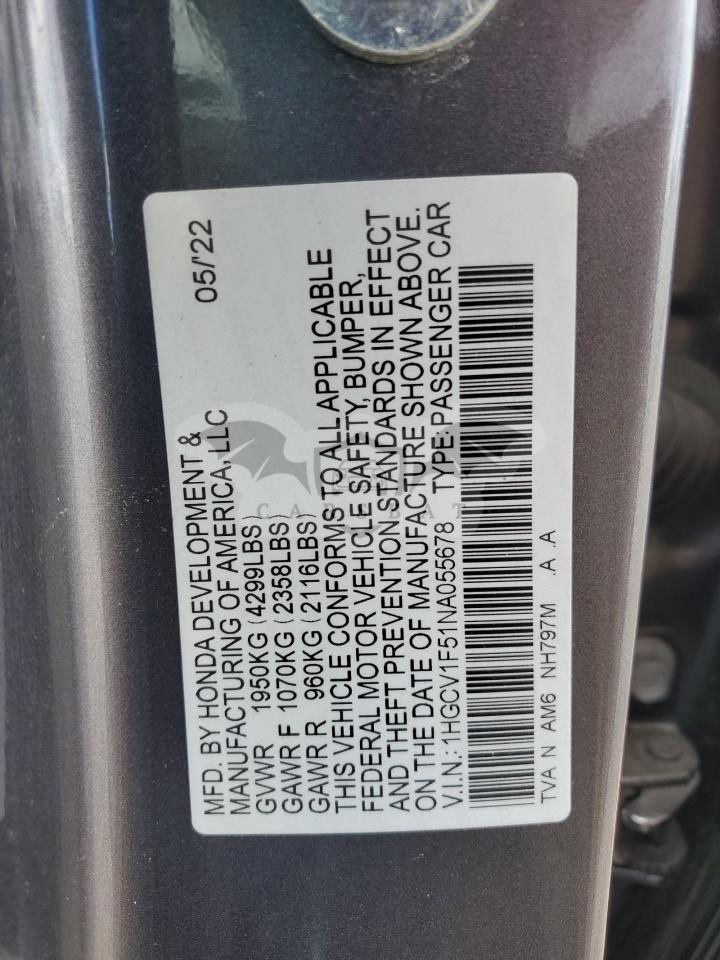 05/'22
MFD. BY HONDA DEVELOPMENT &
MANUFACTURING OF AMERICA, LLC
GVWR 1950KG (4299LBS)
GAWR F 1070KG (2358LBS)
GAWR R 960KG (2116LBS)
THIS VEHICLE CONFORMS TO ALL APPLICABLE
FEDERAL MOTOR VEHICLE SAFETY, BUMPER,
AND THEFT PREVENTION STANDARDS IN EFFECT
ON THE DATE OF MANUFACTURE SHOWN ABOVE.
V.I.N.: 1HGCV1F51NA055678 TYPE: PASSENGER CAR
TVA N AM6 NH797M .A .A